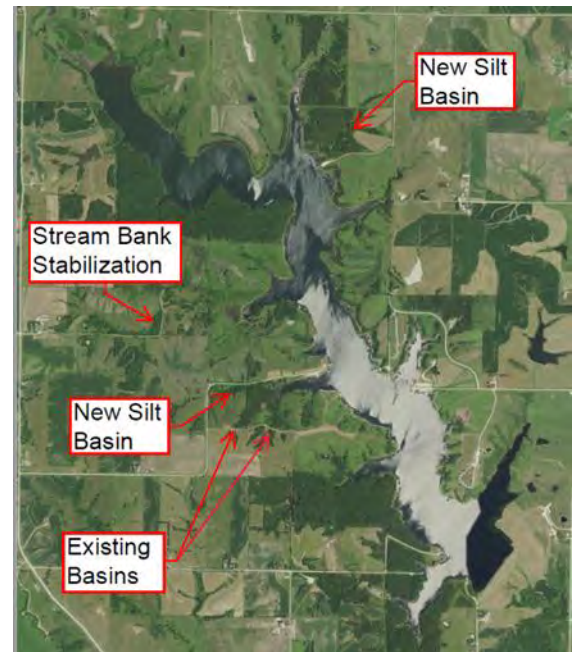 New Silt
Basin
Stream Bank
Stabilization
New Silt
Basin
Existing
Basins